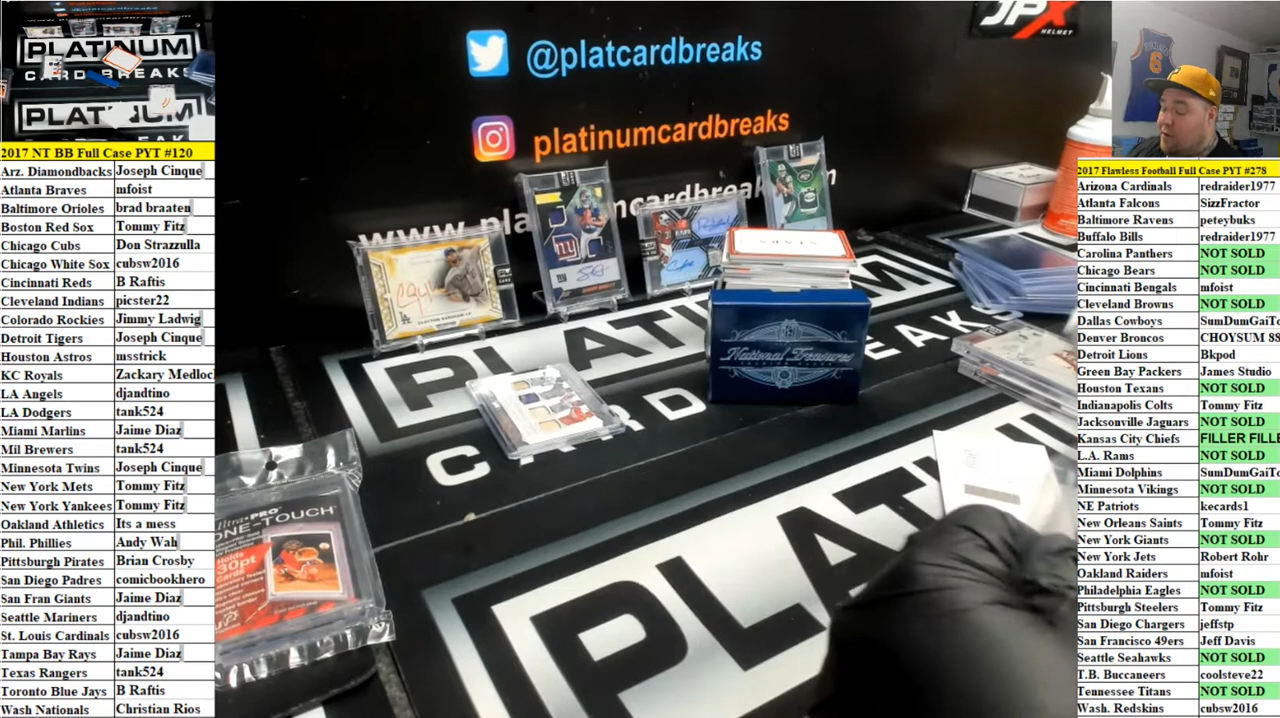 PLATINUM
CARD BREAKS
PLATINUM
2017 NT BB Full Case PYT #120
Arz. Diamondbacks Joseph Cinque
Atlanta Braves mfoist
Baltimore Orioles brad braaten
Boston Red Sox Tommy Fitz
Chicago Cubs Don Strazzulla
Chicago White Sox cubsw2016
Cincinnati Reds B Raftis
Cleveland Indians picster22
Colorado Rockies Jimmy Ladwig
Detroit Tigers Joseph Cinque
Houston Astros msstrick
KC Royals Zackary Medloc
LA Angels djandtino
LA Dodgers tank524
Miami Marlins Jaime Diaz
Mil Brewers tank524
Minnesota Twins Joseph Cinque
New York Mets Tommy Fitz
New York Yankees Tommy Fitz
Oakland Athletics Its a mess
Phil. Phillies Andy Wah
Pittsburgh Pirates Brian Crosby
San Diego Padres comicbookhero
San Fran Giants Jaime Diaz
Seattle Mariners djandtino
St. Louis Cardinals cubsw2016
Tampa Bay Rays Jaime Diaz
Texas Rangers tank524
Toronto Blue Jays B Raftis
Wash Nationals Christian Rios
@platcardbreaks
platinumcardbreaks
www.pla mcardbreaks m
JPX
HELMET
National Treasures
PLATI M
CARD EAKS
PLAT
ULTRA-PRO
ONE-TOUCH
Holds
30pt
Cards
6
2017 Flawless Football Full Case PYT #278
Arizona Cardinals redraider1977
Atlanta Falcons SizzFractor
Baltimore Ravens peteybuks
Buffalo Bills redraider1977
Carolina Panthers NOT SOLD
Chicago Bears NOT SOLD
Cincinnati Bengals mfoist
Cleveland Browns NOT SOLD
Dallas Cowboys SumDumGaiTo
Denver Broncos CHOYSUM 88
Detroit Lions Bkpod
Green Bay Packers James Studio
Houston Texans NOT SOLD
Indianapolis Colts Tommy Fitz
Jacksonville Jaguars NOT SOLD
Kansas City Chiefs FILLER FILLE
L.A. Rams NOT SOLD
Miami Dolphins SumDumGaiTo
Minnesota Vikings NOT SOLD
NE Patriots kecards1
New Orleans Saints Tommy Fitz
New York Giants NOT SOLD
New York Jets Robert Rohr
Oakland Raiders mfoist
Philadelphia Eagles NOT SOLD
Pittsburgh Steelers Tommy Fitz
San Diego Chargers jeffstp
San Francisco 49ers Jeff Davis
Seattle Seahawks NOT SOLD
T.B. Buccaneers coolsteve22
Tennessee Titans NOT SOLD
Wash. Redskins cubsw2016